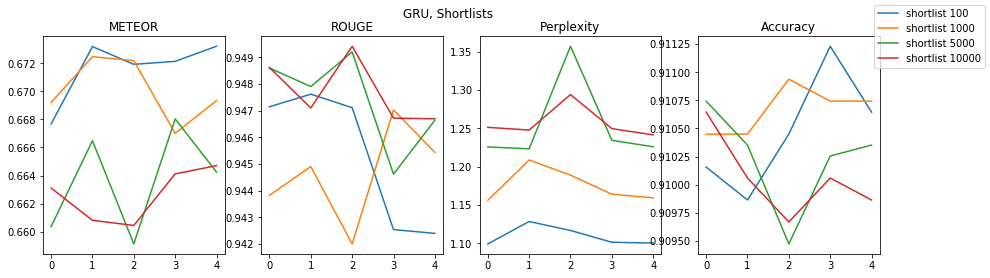 GRU, Shortlists
METEOR
0.672
0.670
0.668
0.666
0.664
0.662
0.660
0 1 2 3 4
ROUGE
0.949
0.948
0.947
0.946
0.945
0.944
0.943
0.942
0 1 2 3 4
Perplexity
1.35
1.30
1.25
1.20
1.15
1.10
0 1 2 3 4
Accuracy
0.91125
0.91100
0.91075
0.91050
0.91025
0.91000
0.90975
0.90950
0 1 2 3 4
shortlist 100
shortlist 1000
shortlist 5000
shortlist 10000